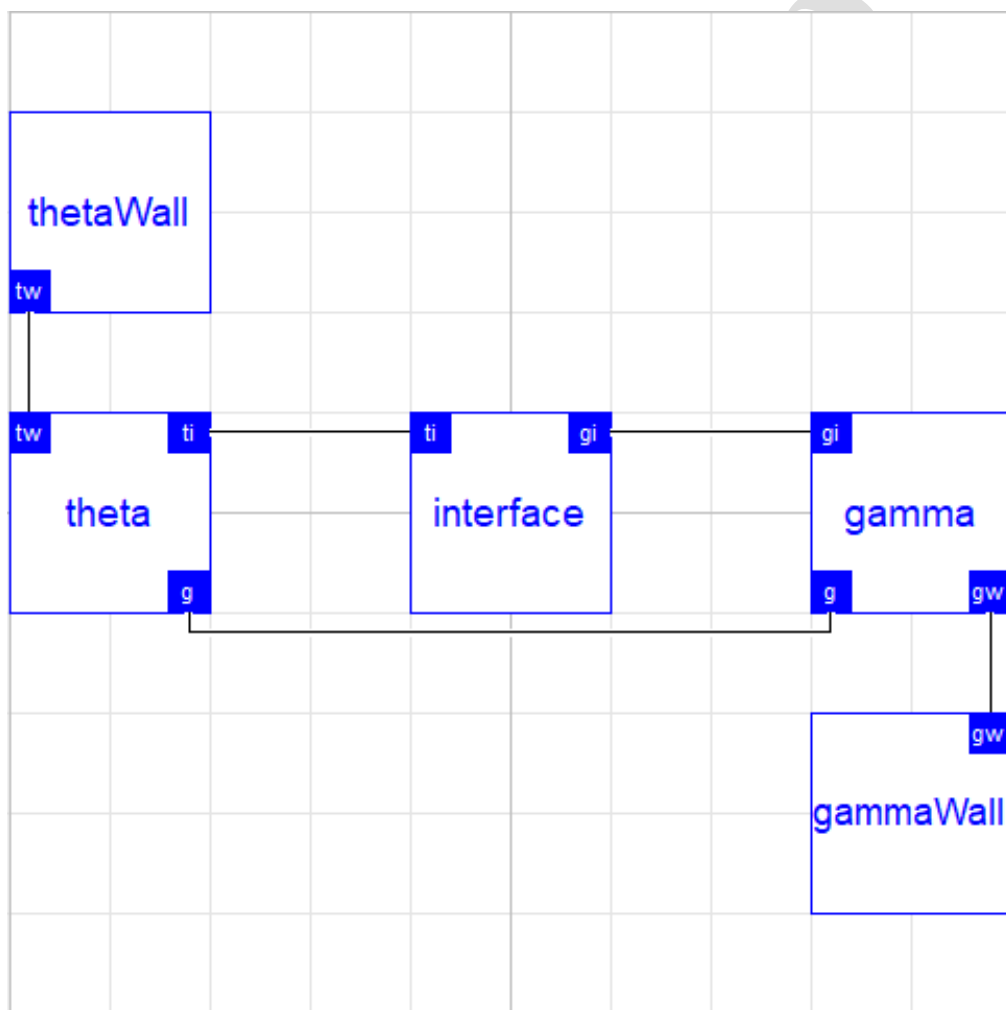 thetaWall
tw
tw
ti
ti
gi
gi
theta
interface
gamma
g
g
gw
gw
gammaWall